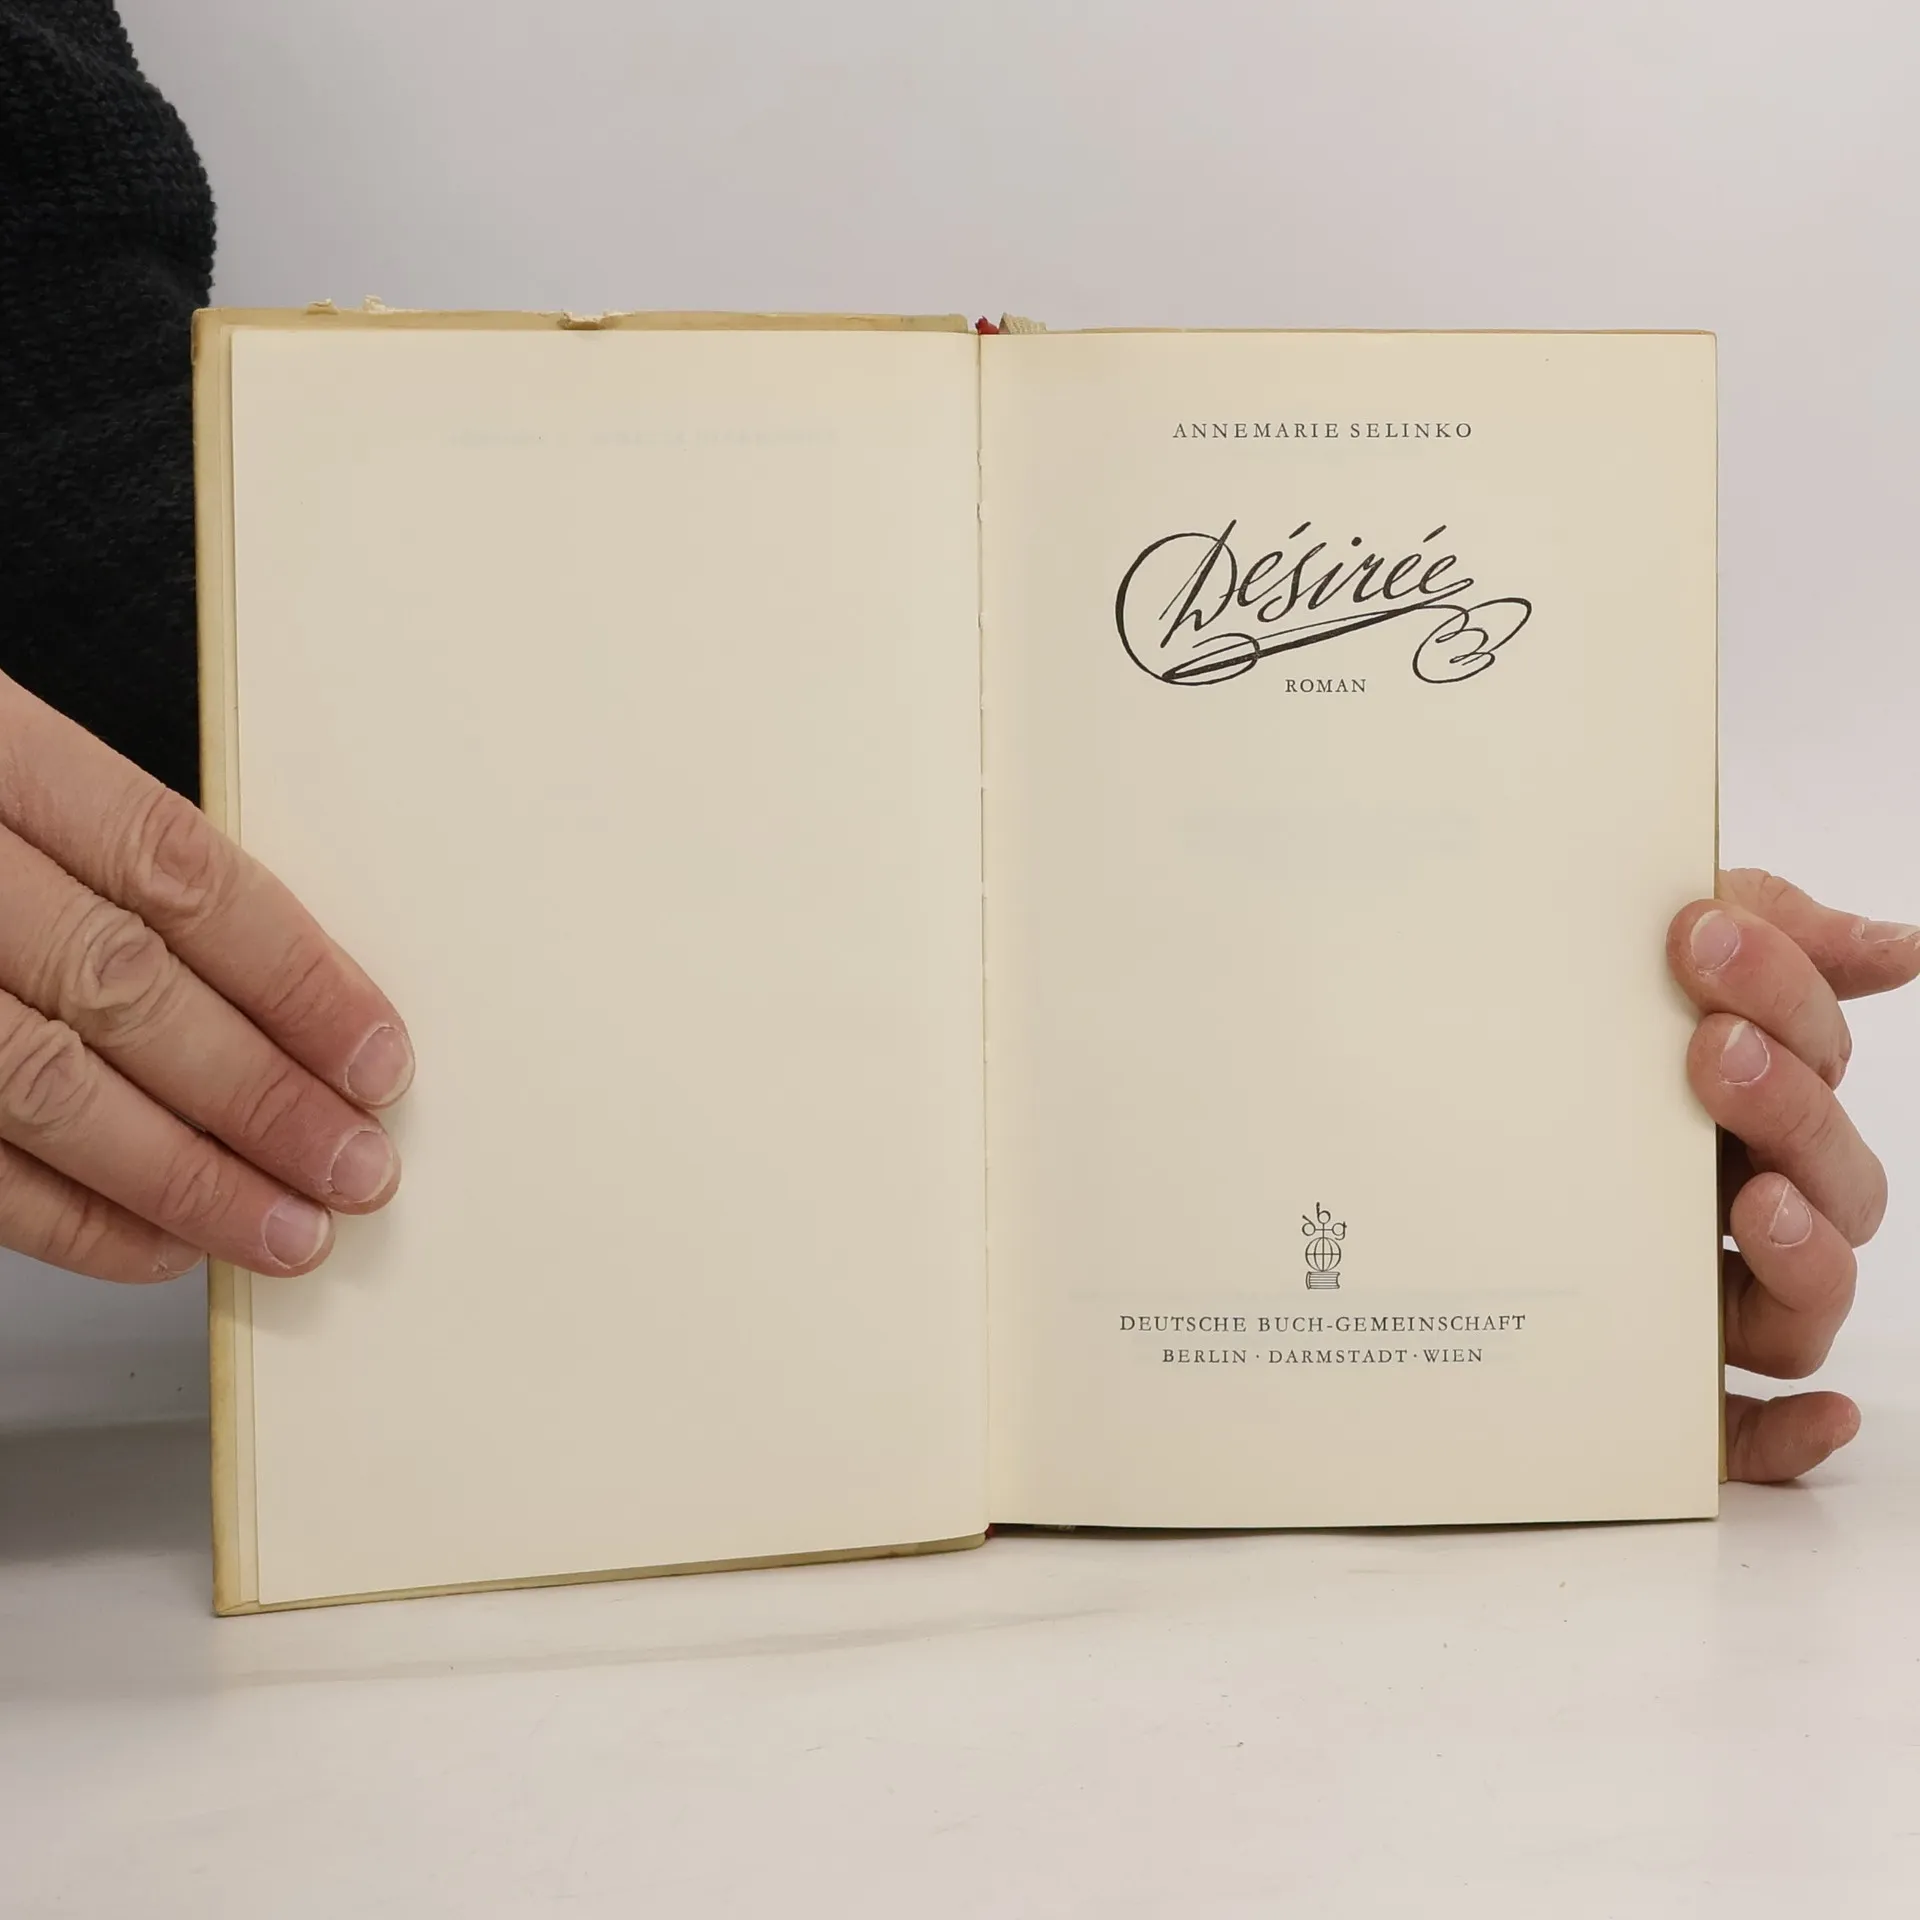 ANNEMARIE SELINKO
Désirée
ROMAN
dbg
DEUTSCHE BUCH-GEMEINSCHAFT
BERLIN · DARMSTADT · WIEN